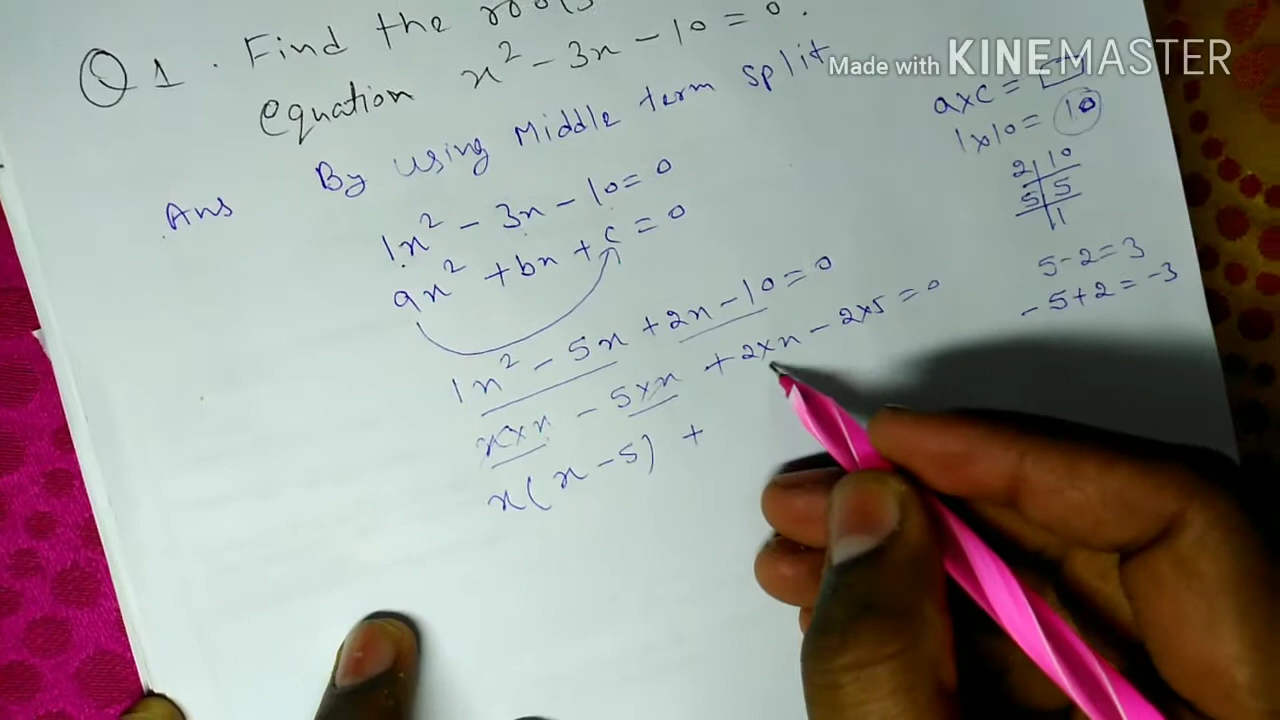 Q1. Find the roots
equation x² - 3x - 10 = 0.
By using Middle term split
Ans
1x² - 3x - 10 = 0
ax² + bx + c = 0
1x² - 5x + 2x - 10 = 0
x×x - 5×x + 2×x - 2×5 = 0
x(x - 5) +
Made with KINEMASTER
a×c =
1×10 = 10
2 | 10
5 | 5
1
5 - 2 = 3
- 5 + 2 = -3